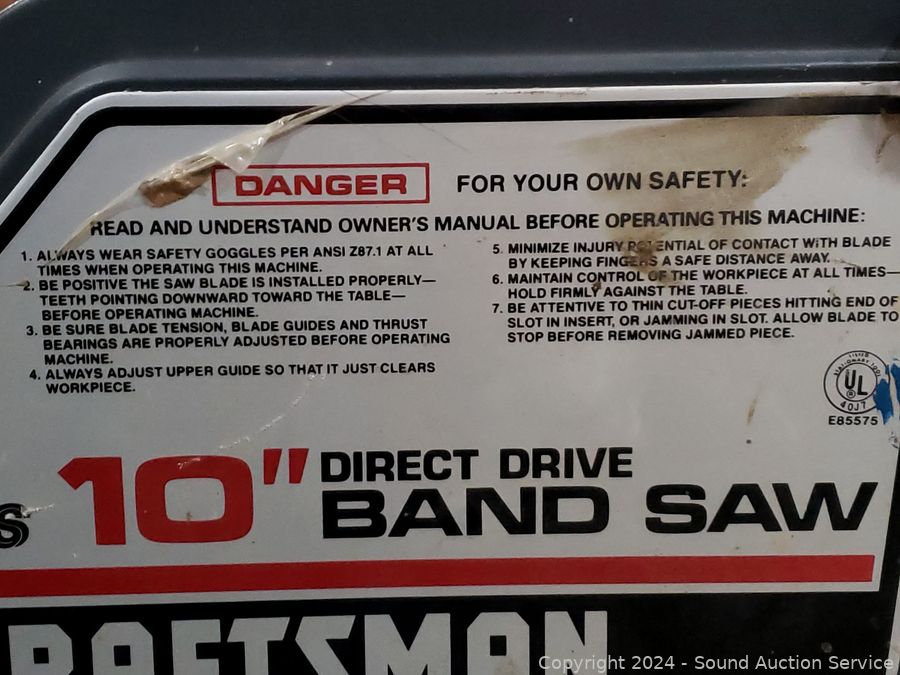 DANGER FOR YOUR OWN SAFETY:
READ AND UNDERSTAND OWNER'S MANUAL BEFORE OPERATING THIS MACHINE:
1. ALWAYS WEAR SAFETY GOGGLES PER ANSI Z87.1 AT ALL
TIMES WHEN OPERATING THIS MACHINE.
2. BE POSITIVE THE SAW BLADE IS INSTALLED PROPERLY—
TEETH POINTING DOWNWARD TOWARD THE TABLE—
BEFORE OPERATING MACHINE.
3. BE SURE BLADE TENSION, BLADE GUIDES AND THRUST
BEARINGS ARE PROPERLY ADJUSTED BEFORE OPERATING
MACHINE.
4. ALWAYS ADJUST UPPER GUIDE SO THAT IT JUST CLEARS
WORKPIECE.
5. MINIMIZE INJURY POTENTIAL OF CONTACT WITH BLADE
BY KEEPING FINGERS A SAFE DISTANCE AWAY.
6. MAINTAIN CONTROL OF THE WORKPIECE AT ALL TIMES—
HOLD FIRMLY AGAINST THE TABLE.
7. BE ATTENTIVE TO THIN CUT-OFF PIECES HITTING END OF
SLOT IN INSERT, OR JAMMING IN SLOT. ALLOW BLADE TO
STOP BEFORE REMOVING JAMMED PIECE.
LISTED
STATIONARY TOOL
UL
®
40J7
E85575
S 10" DIRECT DRIVE
BAND SAW
RAFTSMAN
Copyright © 2024 - Sound Auction Service